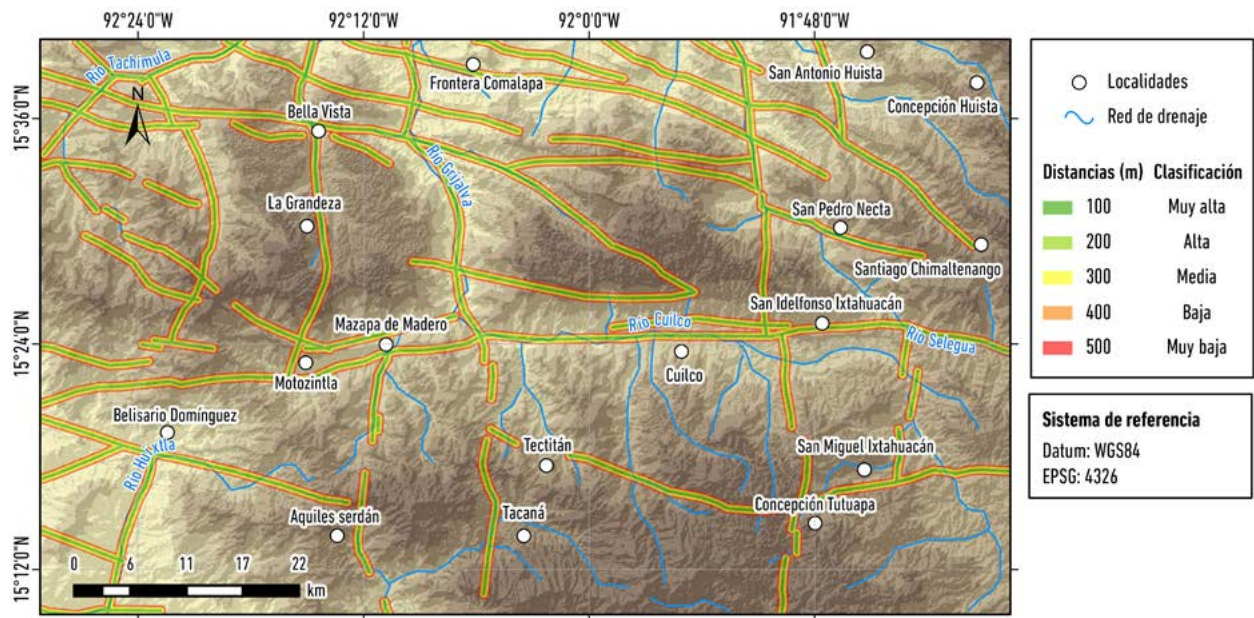 92°24'0"W 92°12'0"W 92°0'0"W 91°48'0"W
15°36'0"N
15°24'0"N
15°12'0"N
N
Río Tachimula
Frontera Comalapa
San Antonio Huista
Concepción Huista
Bella Vista
Río Grijalva
La Grandeza
San Pedro Necta
Santiago Chimaltenango
San Idelfonso Ixtahuacán
Mazapa de Madero
Río Cuilco
Río Selegua
Motozintla
Cuilco
Belisario Domínguez
Río Huixtla
Tectitán
San Miguel Ixtahuacán
Aquiles serdán
Tacaná
Concepción Tutuapa
0 6 11 17 22
km
Localidades
Red de drenaje
Distancias (m) Clasificación
100 Muy alta
200 Alta
300 Media
400 Baja
500 Muy baja
Sistema de referencia
Datum: WGS84
EPSG: 4326